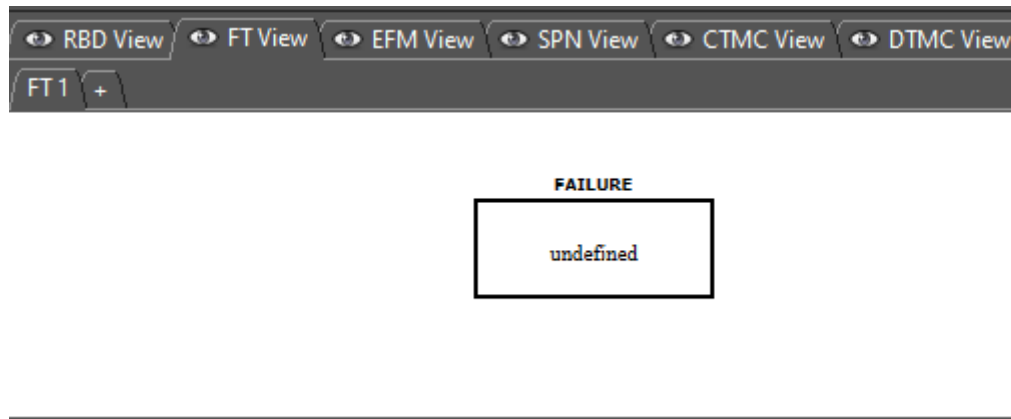 RBD View FT View EFM View SPN View CTMC View DTMC View
FT 1 +
FAILURE
undefined